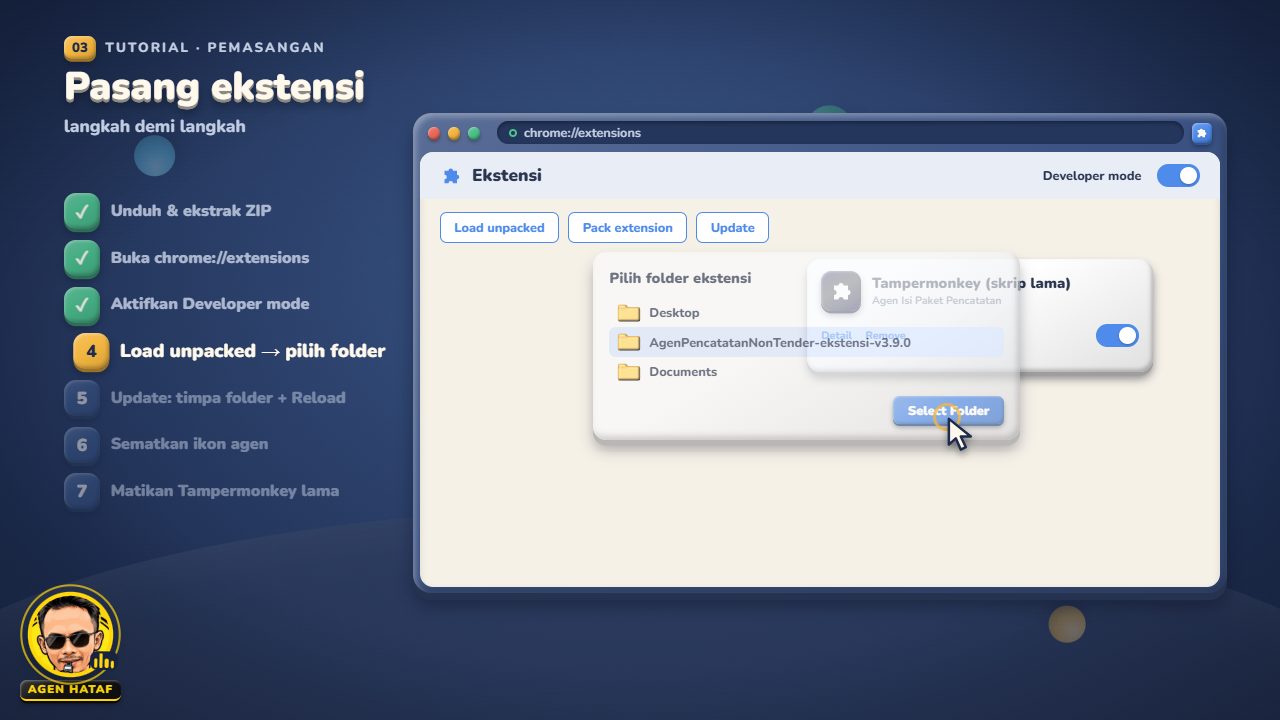 03 TUTORIAL · PEMASANGAN
Pasang ekstensi
langkah demi langkah
✓ Unduh & ekstrak ZIP
✓ Buka chrome://extensions
✓ Aktifkan Developer mode
4 Load unpacked → pilih folder
5 Update: timpa folder + Reload
6 Sematkan ikon agen
7 Matikan Tampermonkey lama
AGEN HATAF
chrome://extensions
Ekstensi
Developer mode
Load unpacked Pack extension Update
Pilih folder ekstensi
Desktop
AgenPencatatanNonTender-ekstensi-v3.9.0
Documents
Select Folder
Tampermonkey (skrip lama)
Agen Isi Paket Pencatatan
Detail Remove